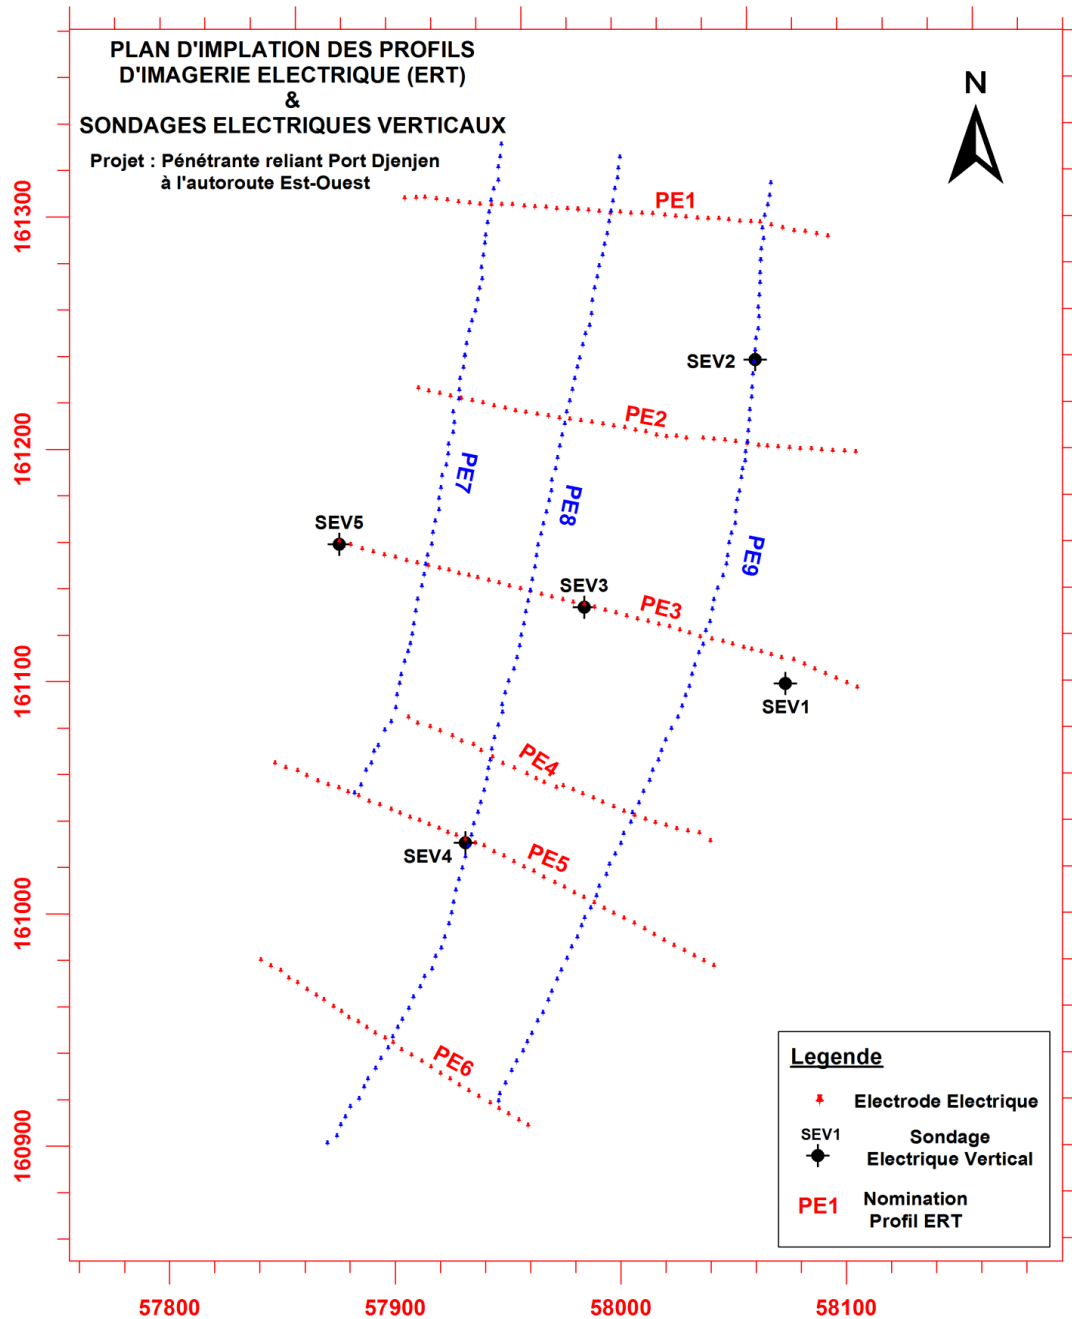 PLAN D'IMPLATION DES PROFILS
D'IMAGERIE ELECTRIQUE (ERT)
&
SONDAGES ELECTRIQUES VERTICAUX
Projet : Pénétrante reliant Port Djenjen
à l'autoroute Est-Ouest
N
PE1
SEV2
PE2
PE7
PE8
SEV5
PE9
SEV3
PE3
SEV1
PE4
SEV4
PE5
PE6
161300
161200
161100
161000
160900
57800
57900
58000
58100
Legende
Electrode Electrique
SEV1
Sondage
Electrique Vertical
PE1
Nomination
Profil ERT